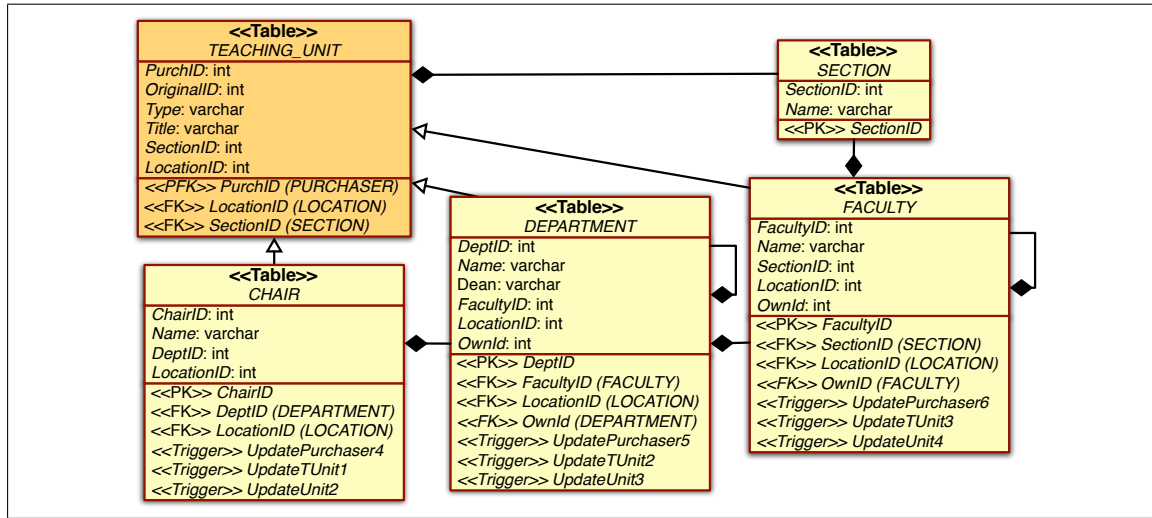 <<Table>>
TEACHING_UNIT
PurchID: int
OriginalID: int
Type: varchar
Title: varchar
SectionID: int
LocationID: int
<<PFK>> PurchID (PURCHASER)
<<FK>> LocationID (LOCATION)
<<FK>> SectionID (SECTION)
<<Table>>
SECTION
SectionID: int
Name: varchar
<<PK>> SectionID
<<Table>>
CHAIR
ChairID: int
Name: varchar
DeptID: int
LocationID: int
<<PK>> ChairID
<<FK>> DeptID (DEPARTMENT)
<<FK>> LocationID (LOCATION)
<<Trigger>> UpdatePurchaser4
<<Trigger>> UpdateTUnit1
<<Trigger>> UpdateUnit2
<<Table>>
DEPARTMENT
DeptID: int
Name: varchar
Dean: varchar
FacultyID: int
LocationID: int
OwnId: int
<<PK>> DeptID
<<FK>> FacultyID (FACULTY)
<<FK>> LocationID (LOCATION)
<<FK>> OwnId (DEPARTMENT)
<<Trigger>> UpdatePurchaser5
<<Trigger>> UpdateTUnit2
<<Trigger>> UpdateUnit3
<<Table>>
FACULTY
FacultyID: int
Name: varchar
SectionID: int
LocationID: int
OwnId: int
<<PK>> FacultyID
<<FK>> SectionID (SECTION)
<<FK>> LocationID (LOCATION)
<<FK>> OwnID (FACULTY)
<<Trigger>> UpdatePurchaser6
<<Trigger>> UpdateTUnit3
<<Trigger>> UpdateUnit4